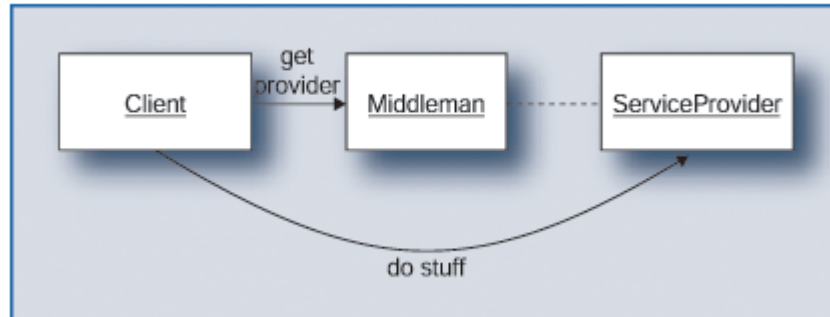 get
provider
Client
Middleman
ServiceProvider
do stuff